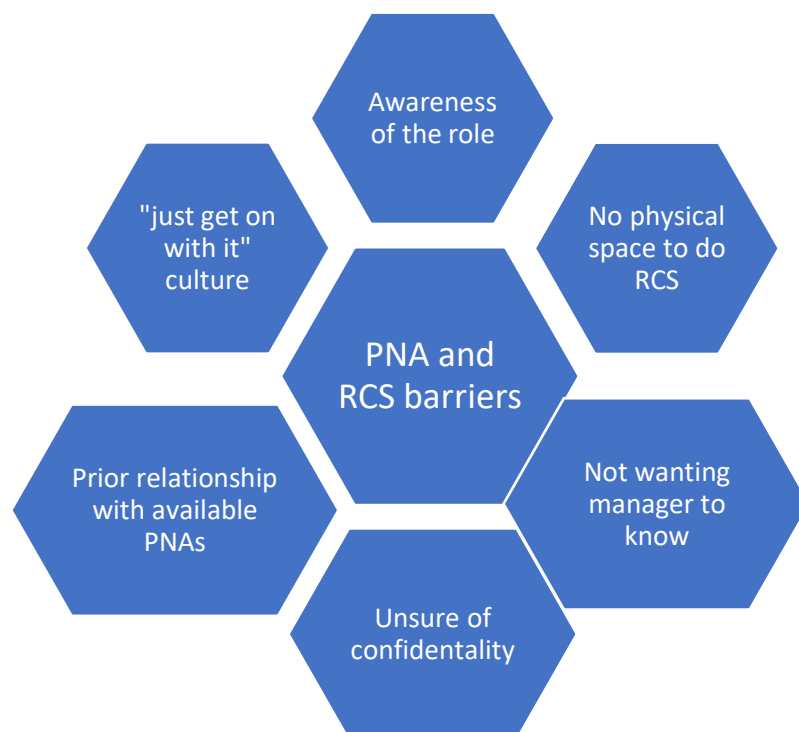 Awareness
of the role
"just get on
with it"
culture
No physical
space to do
RCS
PNA and
RCS barriers
Prior relationship
with available
PNAs
Not wanting
manager to
know
Unsure of
confidentality